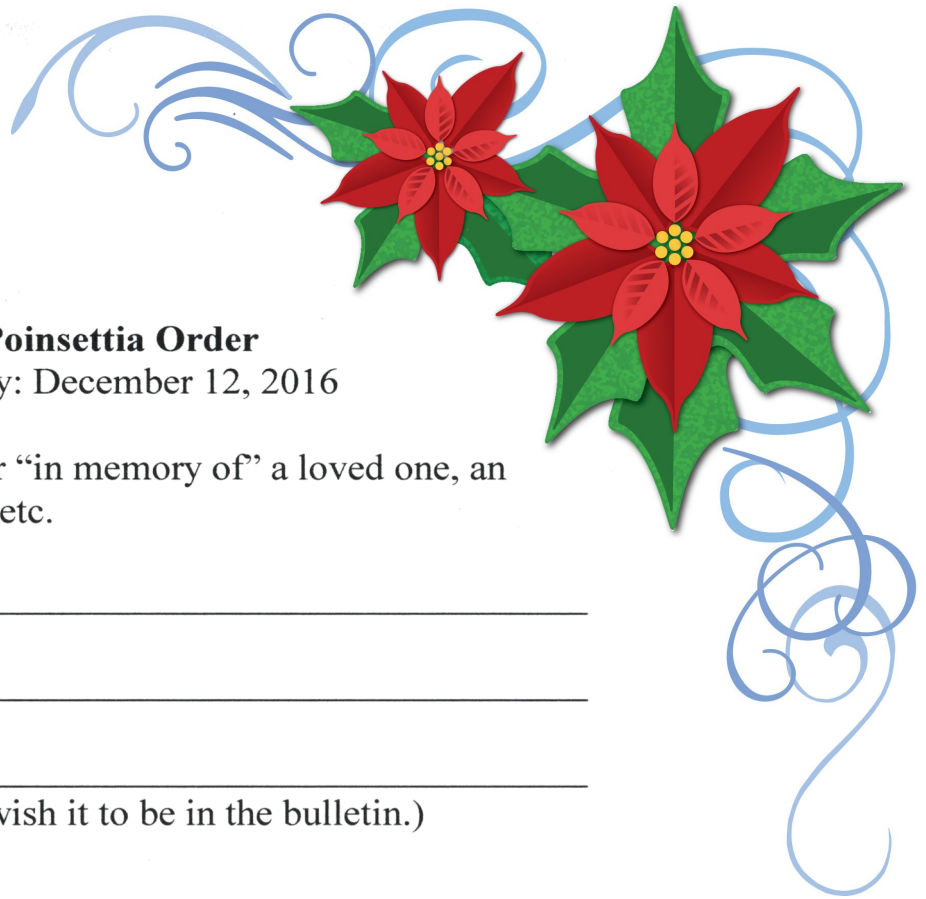 Poinsettia Order
y: December 12, 2016
r “in memory of” a loved one, an
etc.
wish it to be in the bulletin.)